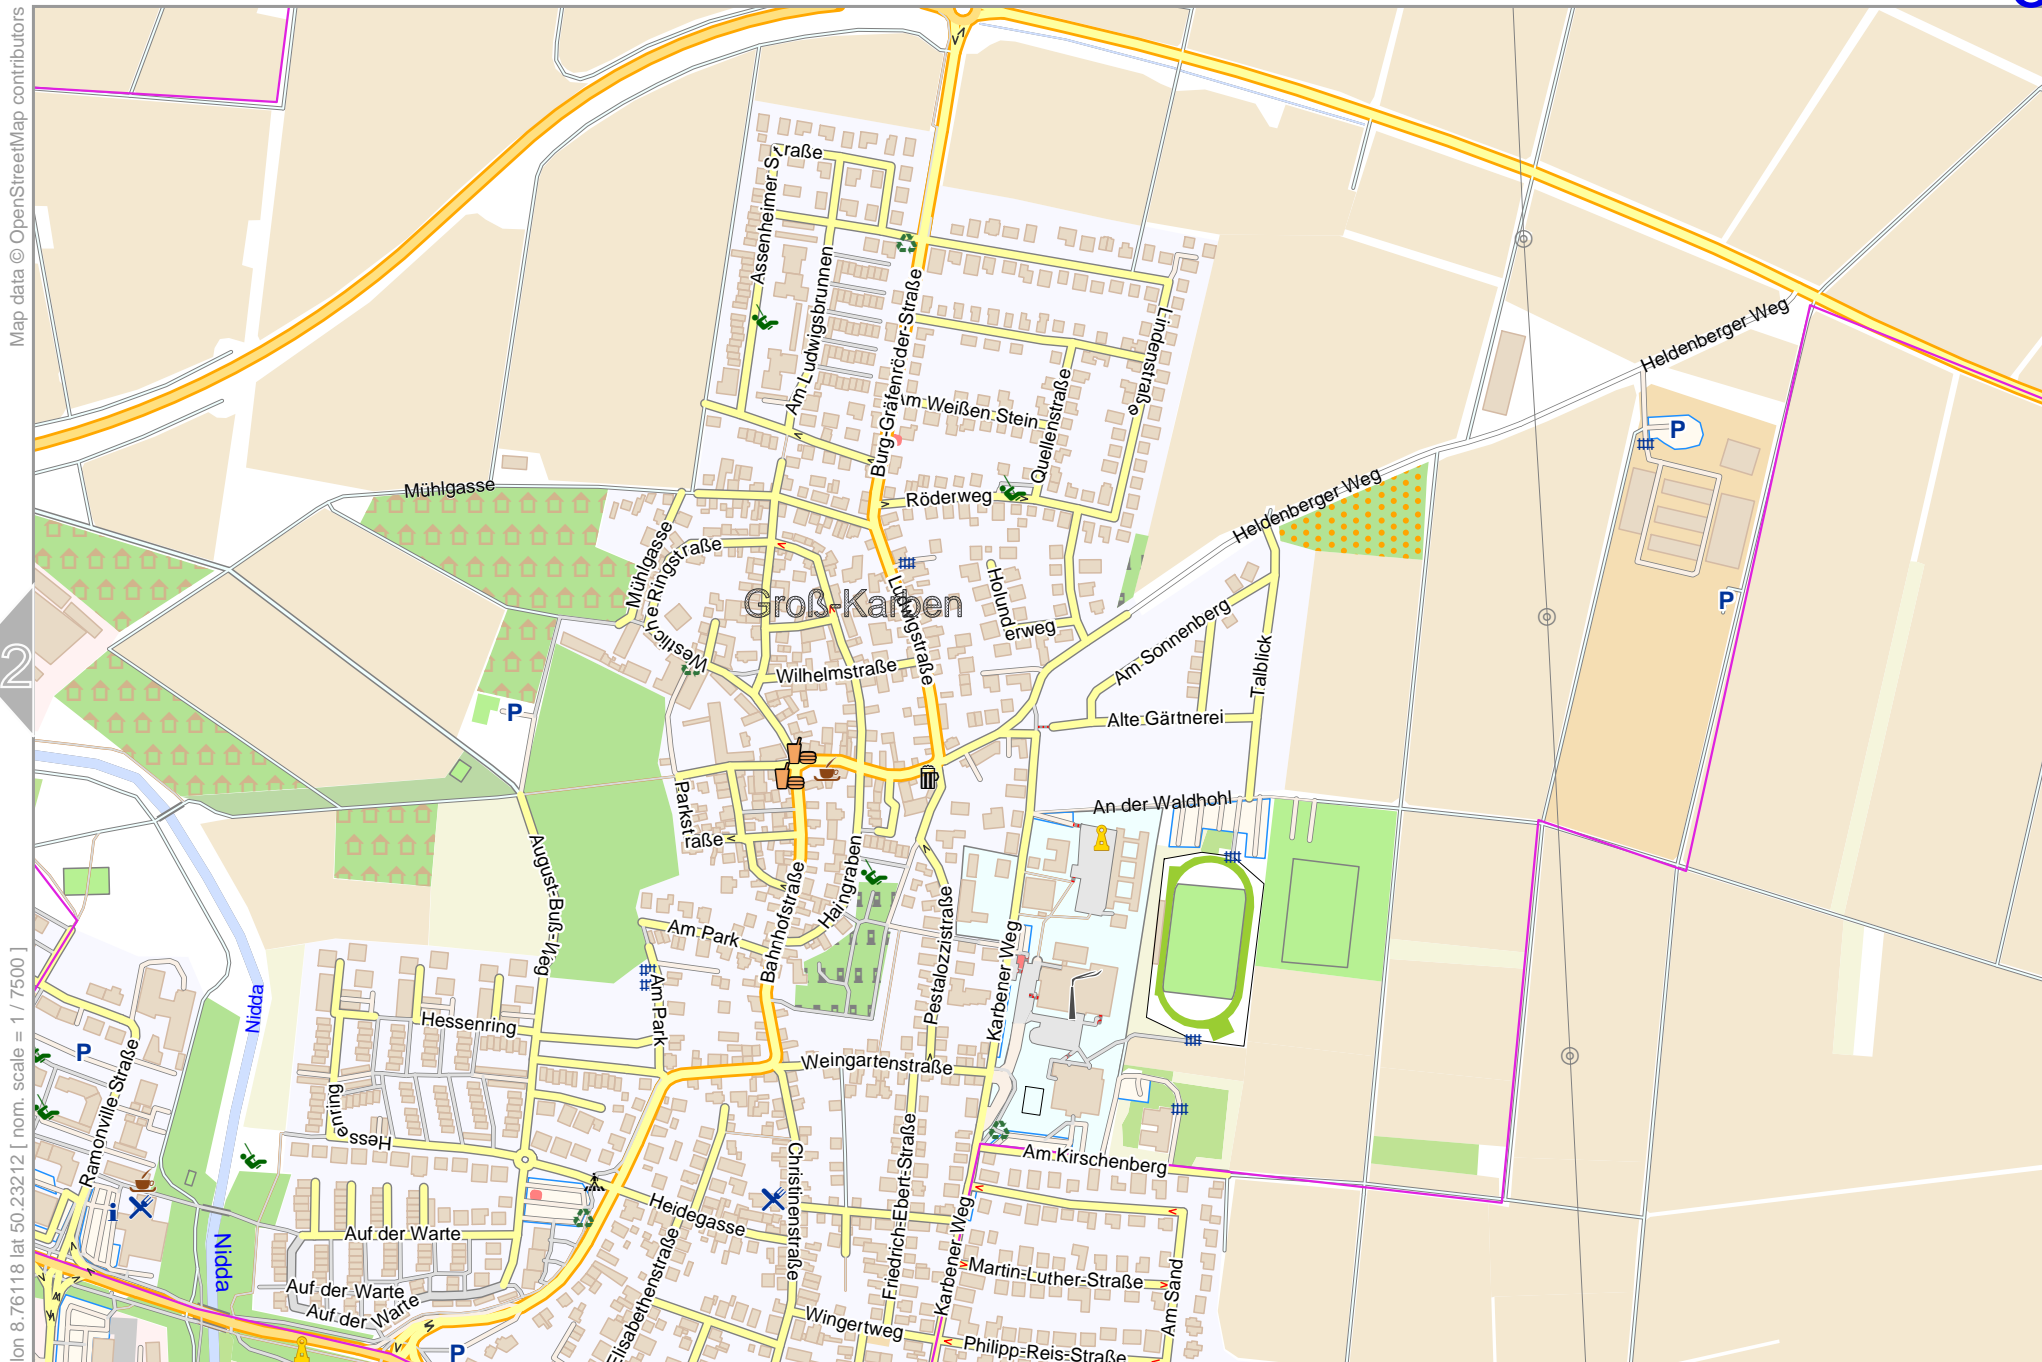 Map data © OpenStreetMap contributors
lon 8.76118 lat 50.23212 [ nom. scale = 1 / 7500 ]
2
Assenheimer Straße
Am Ludwigsbrunnen
Burg-Gräfenröder-Straße
Lindenstraße
Am Weißen Stein
Quellenstraße
Röderweg
Heldenberger Weg
Heldenberger Weg
P
P
Mühlgasse
Mühlgasse
Westliche Ringstraße
Groß-Karben
Ludwigstraße
Holunderweg
Wilhelmstraße
Am Sonnenberg
Talblick
Alte Gärtnerei
P
An der Waldhohl
Parkstraße
August-Buß-Weg
Bahnhofstraße
Haingraben
Pestalozzistraße
Karbener Weg
Am Park
Am Park
Nidda
Hessenring
Weingartenstraße
P
Ramonville-Straße
Hessenring
Am Kirschenberg
Christinenstraße
Friedrich-Ebert-Straße
Karbener Weg
Heidegasse
Elisabethenstraße
i
Nidda
Auf der Warte
Auf der Warte
Auf der Warte
Martin-Luther-Straße
Am Sand
Wingertweg
Philipp-Reis-Straße
P